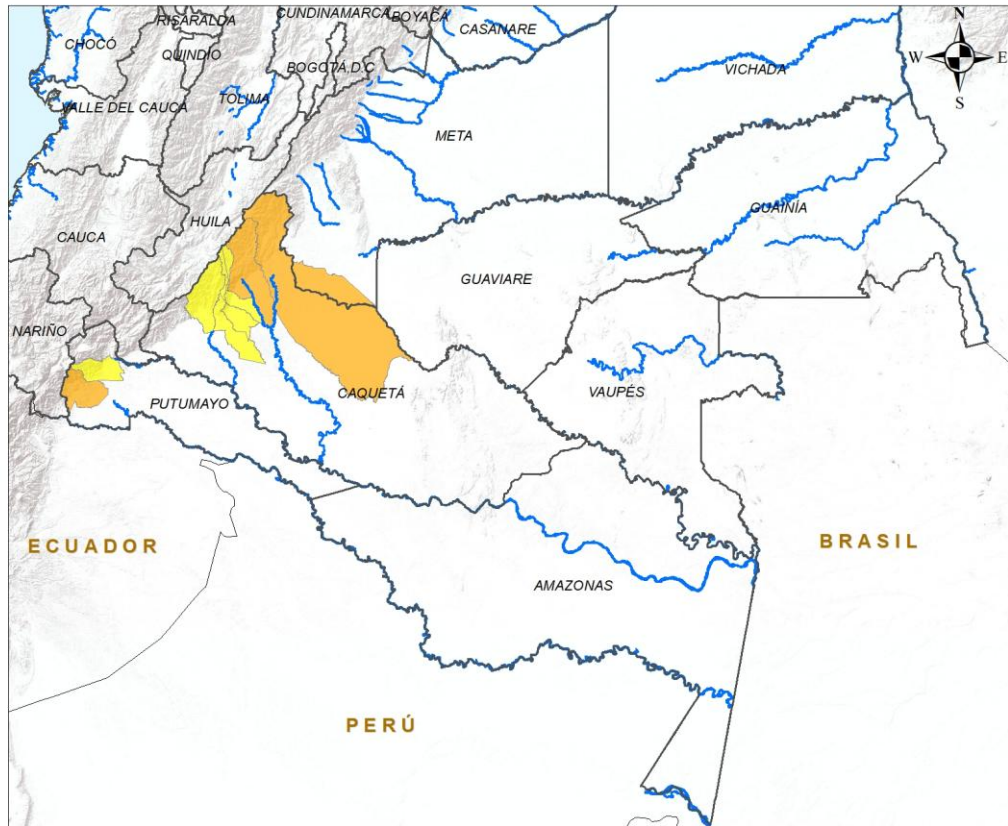 RISARALDA
CUNDINAMARCA
BOYACÁ
CASANARE
N
CHOCÓ
QUINDIO
BOGOTÁ D.C
W
E
VICHADA
TOLIMA
VALLE DEL CAUCA
S
META
HUILA
GUAINÍA
CAUCA
GUAVIARE
NARIÑO
CAQUETÁ
VAUPÉS
PUTUMAYO
ECUADOR
BRASIL
AMAZONAS
PERÚ